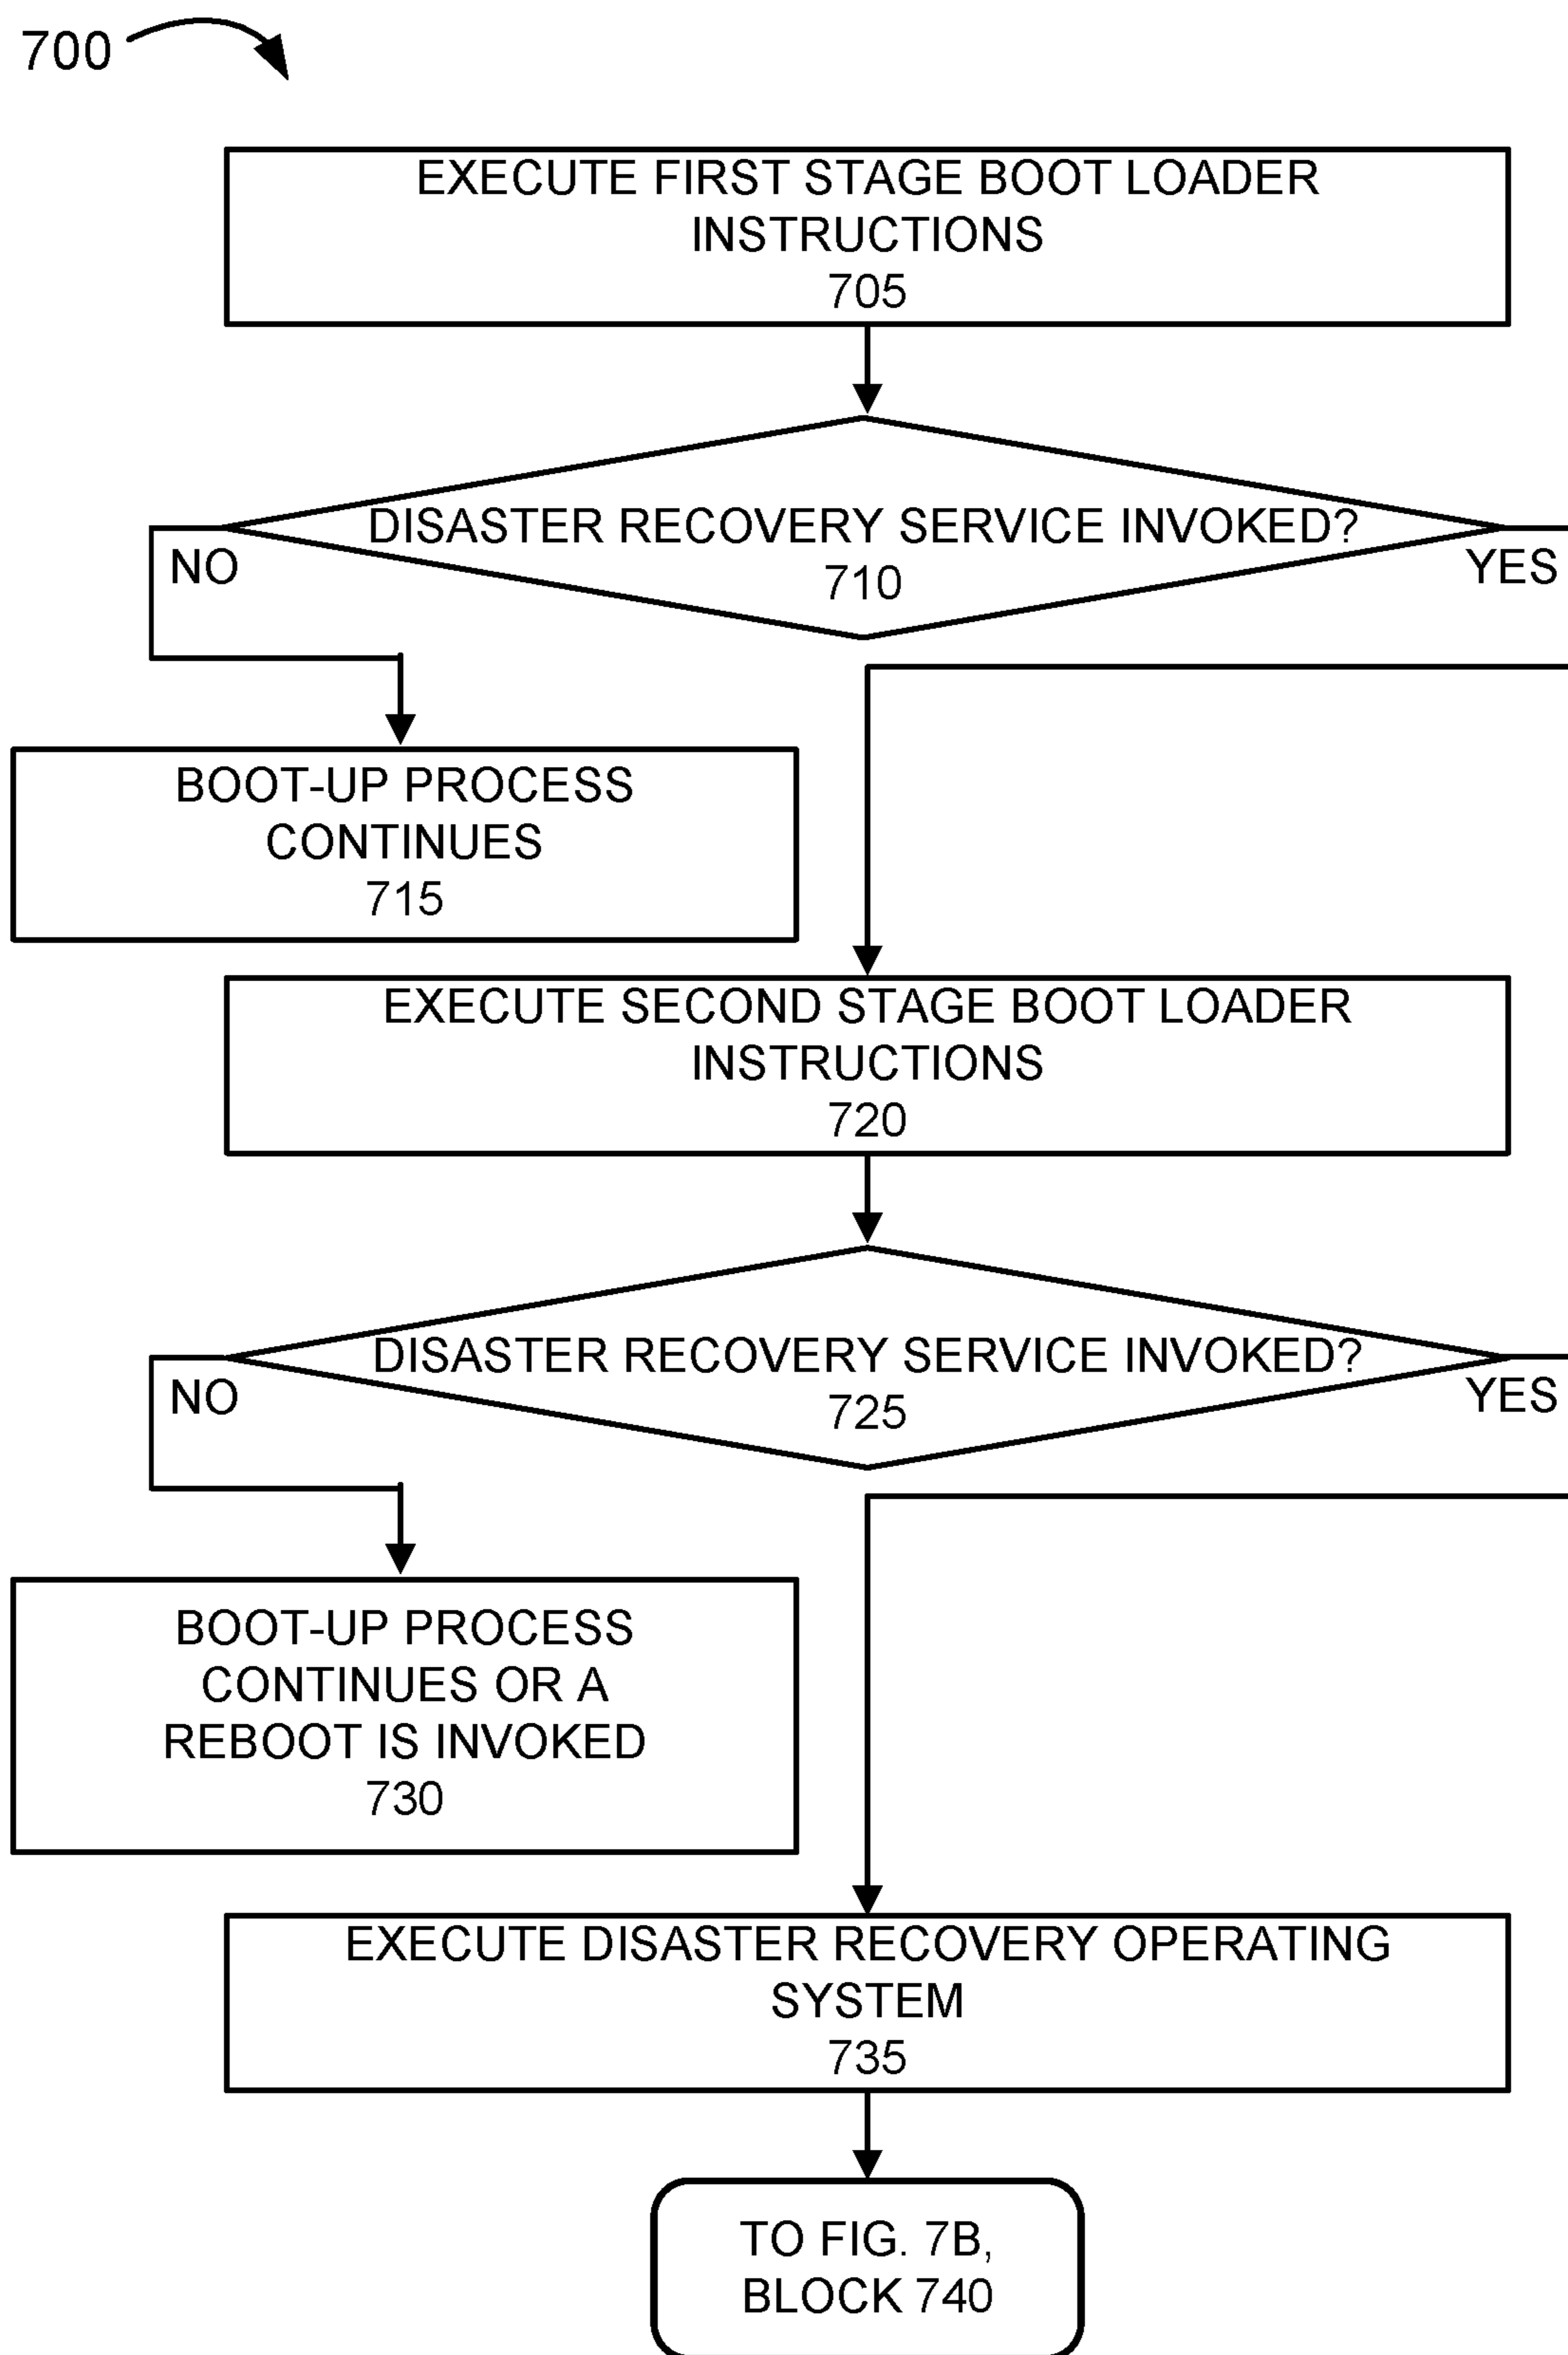 700
EXECUTE FIRST STAGE BOOT LOADER
INSTRUCTIONS
705
DISASTER RECOVERY SERVICE INVOKED?
710
NO
YES
BOOT-UP PROCESS
CONTINUES
715
EXECUTE SECOND STAGE BOOT LOADER
INSTRUCTIONS
720
DISASTER RECOVERY SERVICE INVOKED?
725
NO
YES
BOOT-UP PROCESS
CONTINUES OR A
REBOOT IS INVOKED
730
EXECUTE DISASTER RECOVERY OPERATING
SYSTEM
735
TO FIG. 7B,
BLOCK 740